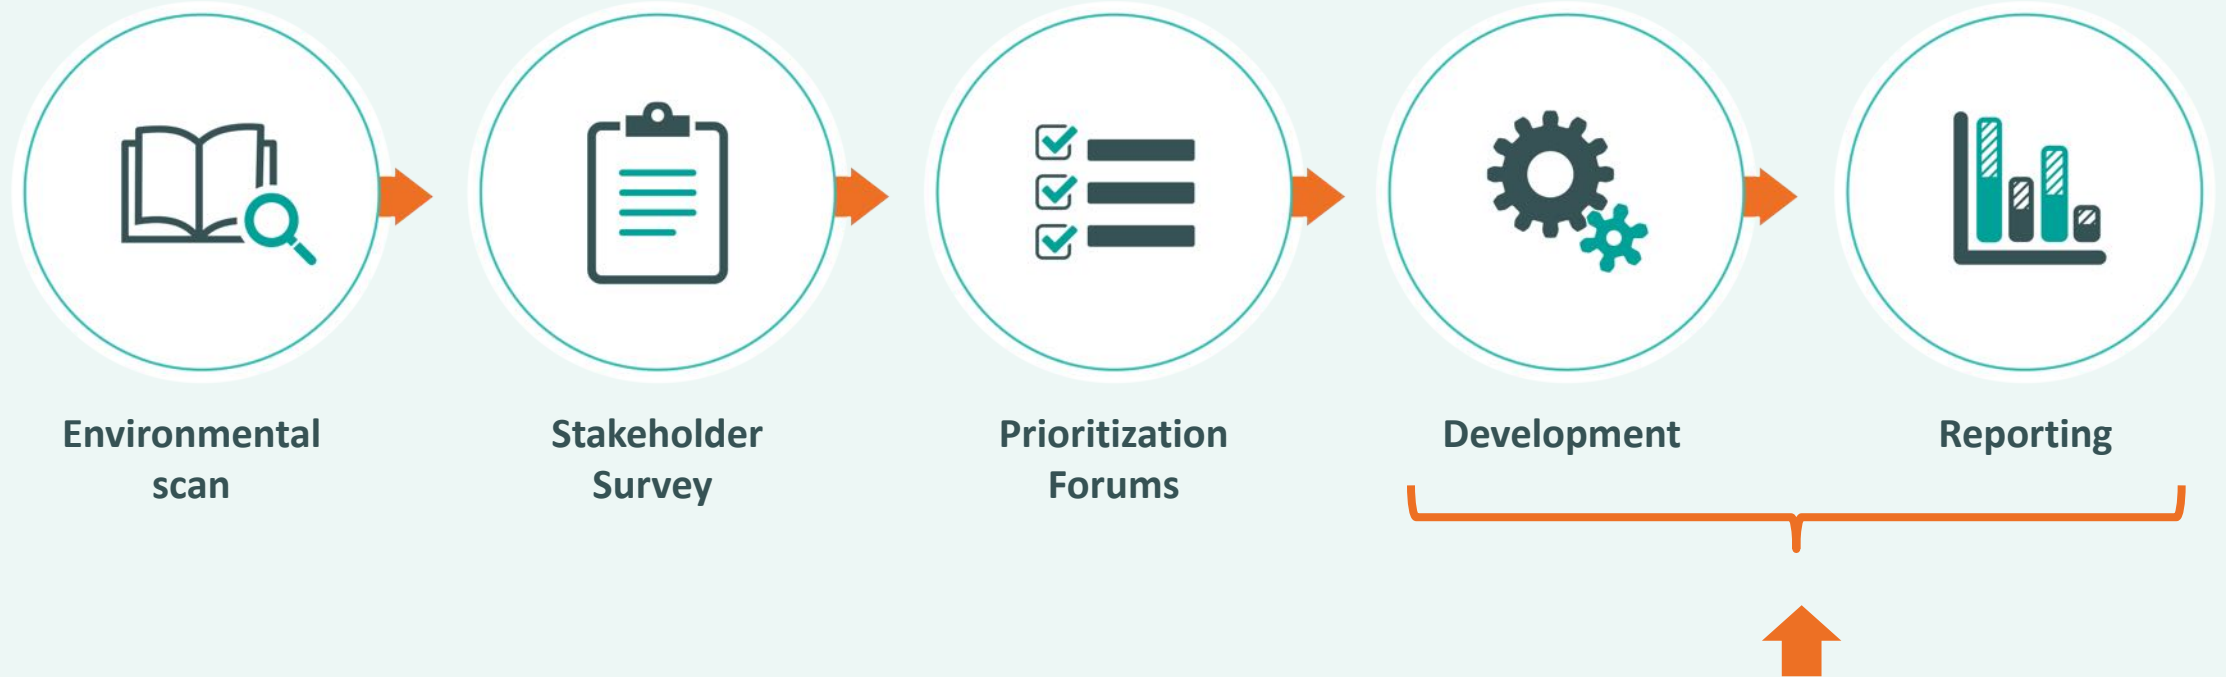 Environmental
scan
Stakeholder
Survey
Prioritization
Forums
Development
Reporting